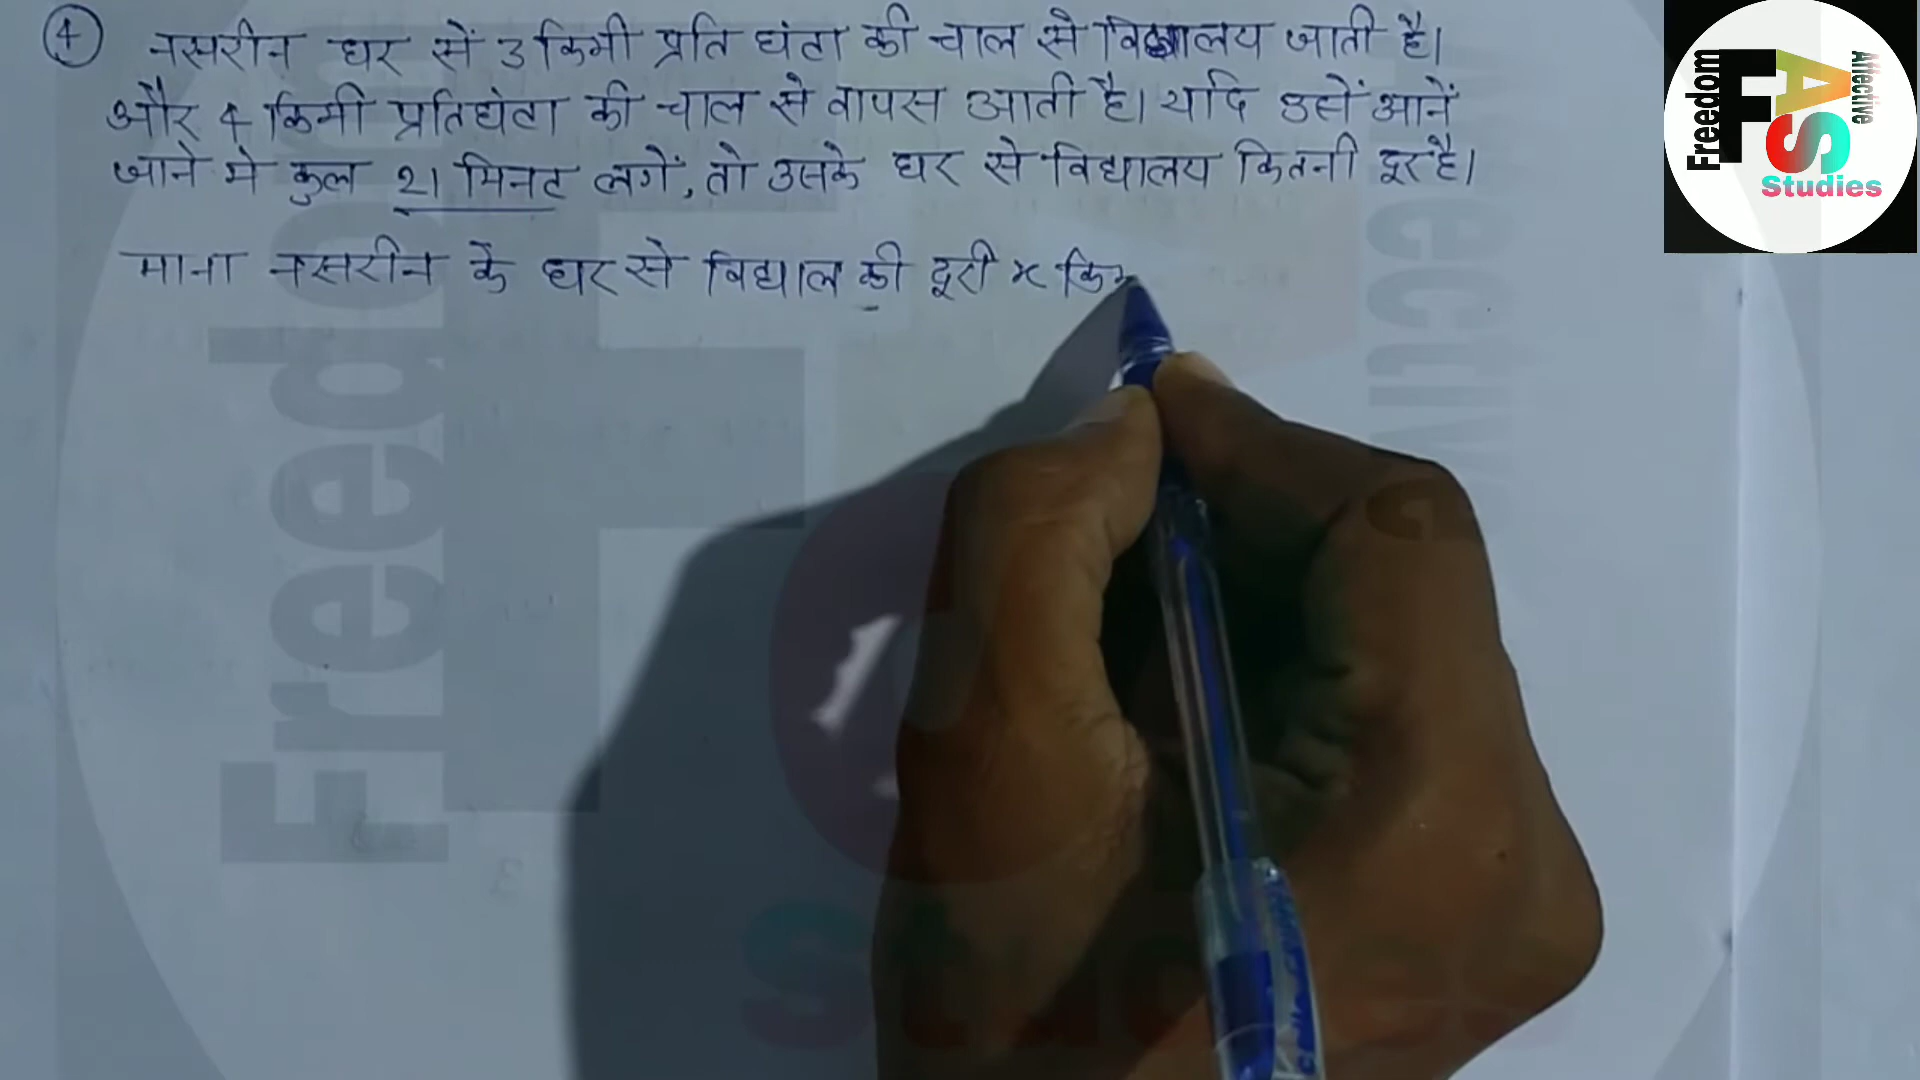 ④ नसरीन घर सें 3 किमी प्रति घंटा की चाल से विद्यालय जाती है।
और 4 किमी प्रतिघंटा की चाल से वापस आती है। यदि उसें आनें
जाने मे कुल 21 मिनट लगें, तो उसके घर से विद्यालय कितनी दूर है।
माना नसरीन के घर से विद्याल की दूरी x किम
Freedom
FAS
Affective
Studies